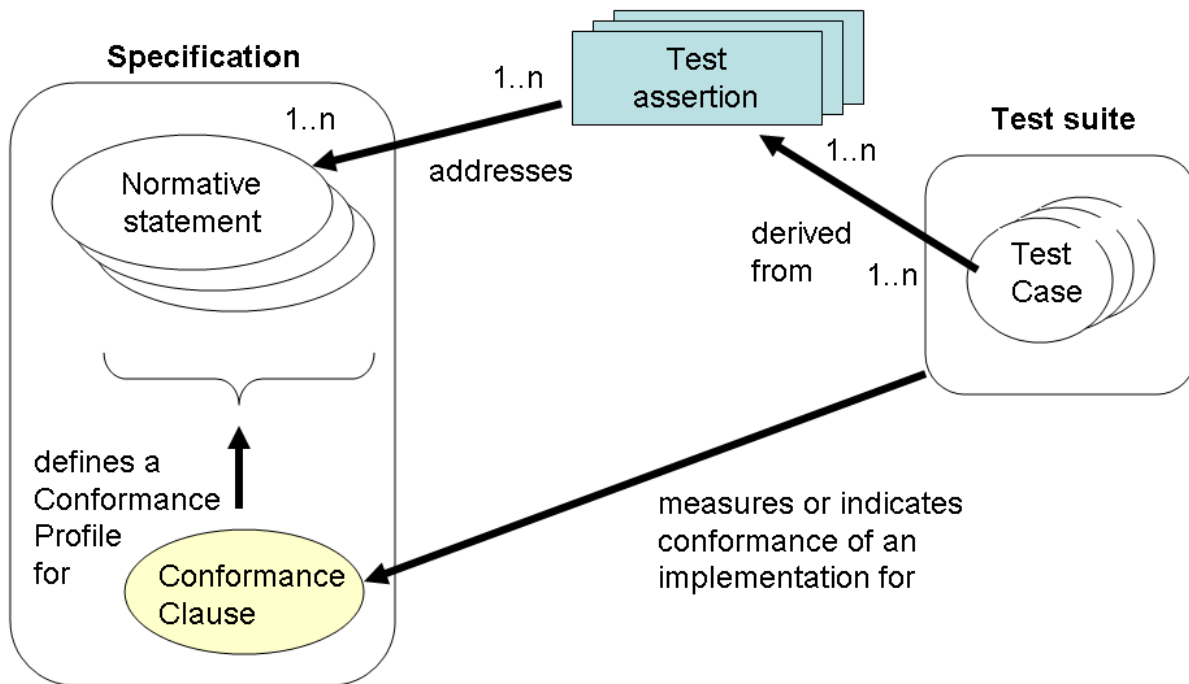 Specification
1..n
1..n
Test
assertion
Test suite
Normative
statement
addresses
1..n
derived
from
1..n
Test
Case
defines a
Conformance
Profile
for
measures or indicates
conformance of an
implementation for
Conformance
Clause